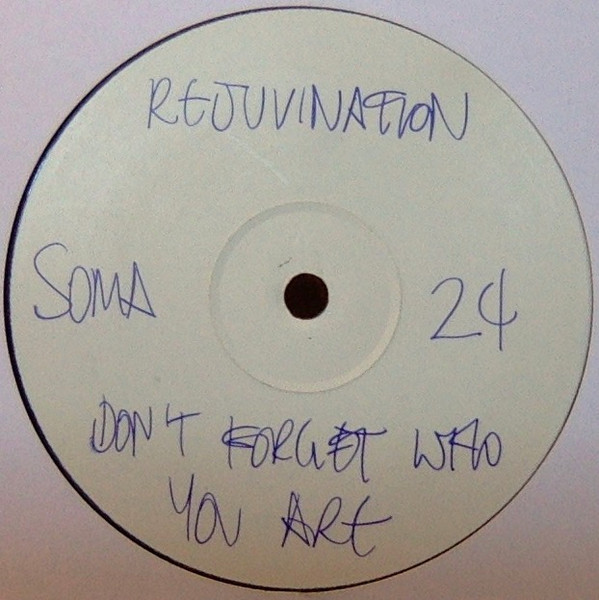 REJUVINATION
SOMA 24
DON'T FORGET WHO
YOU ARE